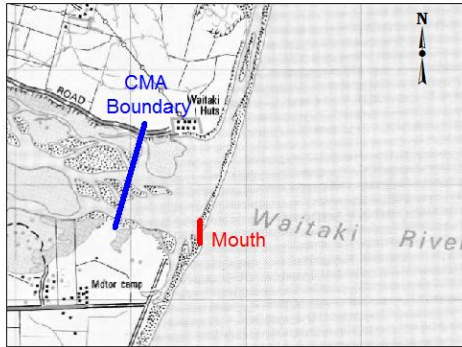 N
CMA
Boundary
ROAD
Waitaki
Huts
Waitaki River
Mouth
Motor camp